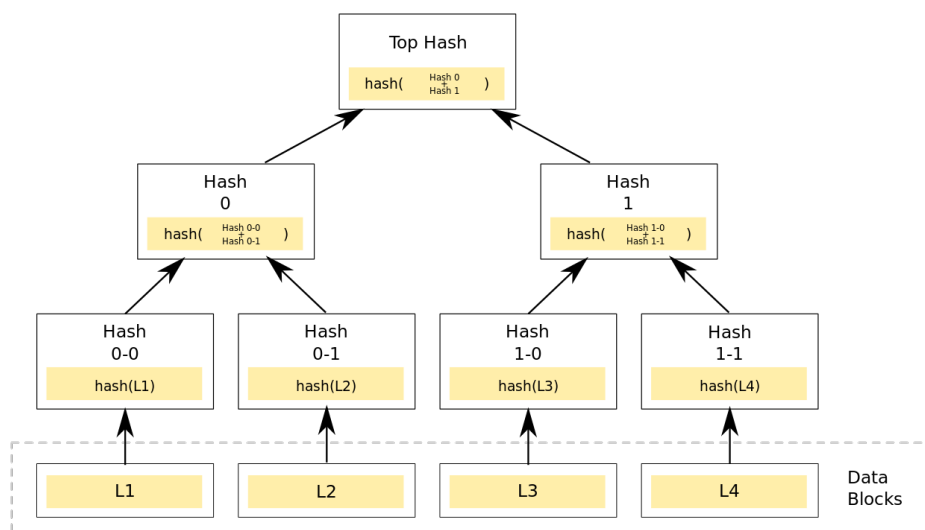 Top Hash
hash( Hash 0 + Hash 1 )
Hash
0
hash( Hash 0-0 + Hash 0-1 )
Hash
1
hash( Hash 1-0 + Hash 1-1 )
Hash
0-0
hash(L1)
Hash
0-1
hash(L2)
Hash
1-0
hash(L3)
Hash
1-1
hash(L4)
L1
L2
L3
L4
Data
Blocks